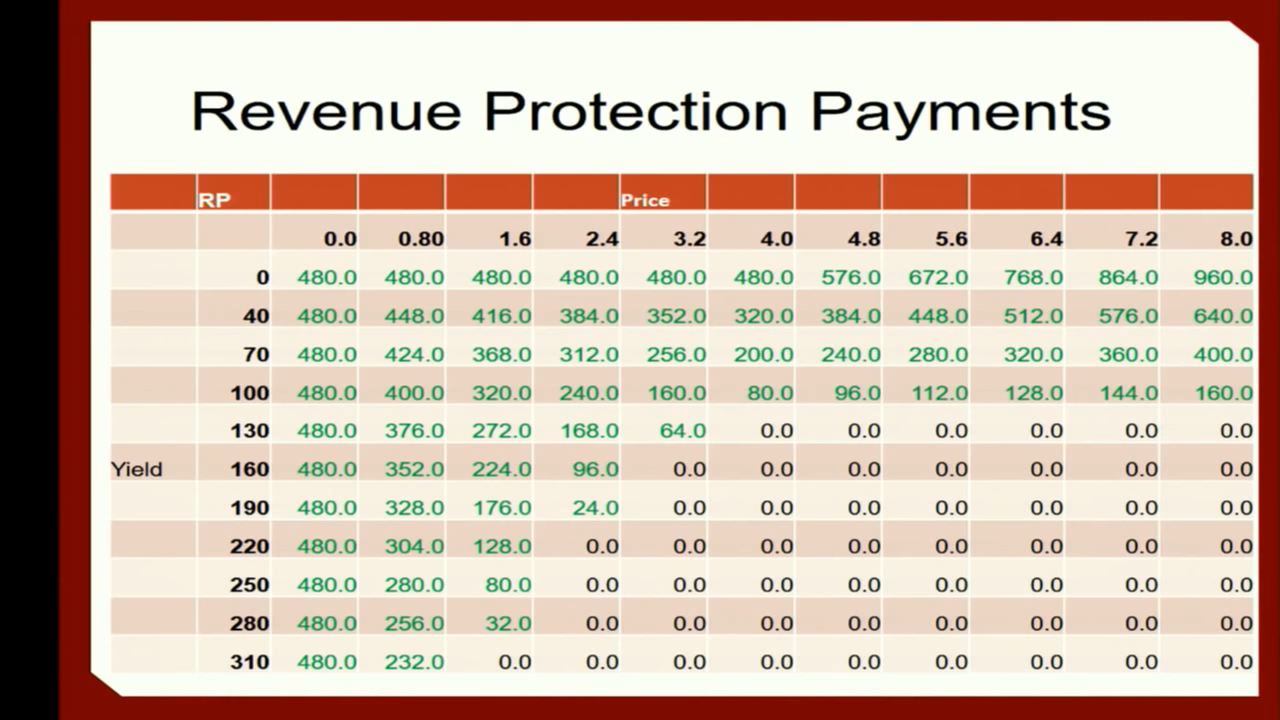 Revenue Protection Payments
RP Price
0.0 0.80 1.6 2.4 3.2 4.0 4.8 5.6 6.4 7.2 8.0
0 480.0 480.0 480.0 480.0 480.0 480.0 576.0 672.0 768.0 864.0 960.0
40 480.0 448.0 416.0 384.0 352.0 320.0 384.0 448.0 512.0 576.0 640.0
70 480.0 424.0 368.0 312.0 256.0 200.0 240.0 280.0 320.0 360.0 400.0
100 480.0 400.0 320.0 240.0 160.0 80.0 96.0 112.0 128.0 144.0 160.0
130 480.0 376.0 272.0 168.0 64.0 0.0 0.0 0.0 0.0 0.0 0.0
Yield 160 480.0 352.0 224.0 96.0 0.0 0.0 0.0 0.0 0.0 0.0 0.0
190 480.0 328.0 176.0 24.0 0.0 0.0 0.0 0.0 0.0 0.0 0.0
220 480.0 304.0 128.0 0.0 0.0 0.0 0.0 0.0 0.0 0.0 0.0
250 480.0 280.0 80.0 0.0 0.0 0.0 0.0 0.0 0.0 0.0 0.0
280 480.0 256.0 32.0 0.0 0.0 0.0 0.0 0.0 0.0 0.0 0.0
310 480.0 232.0 0.0 0.0 0.0 0.0 0.0 0.0 0.0 0.0 0.0